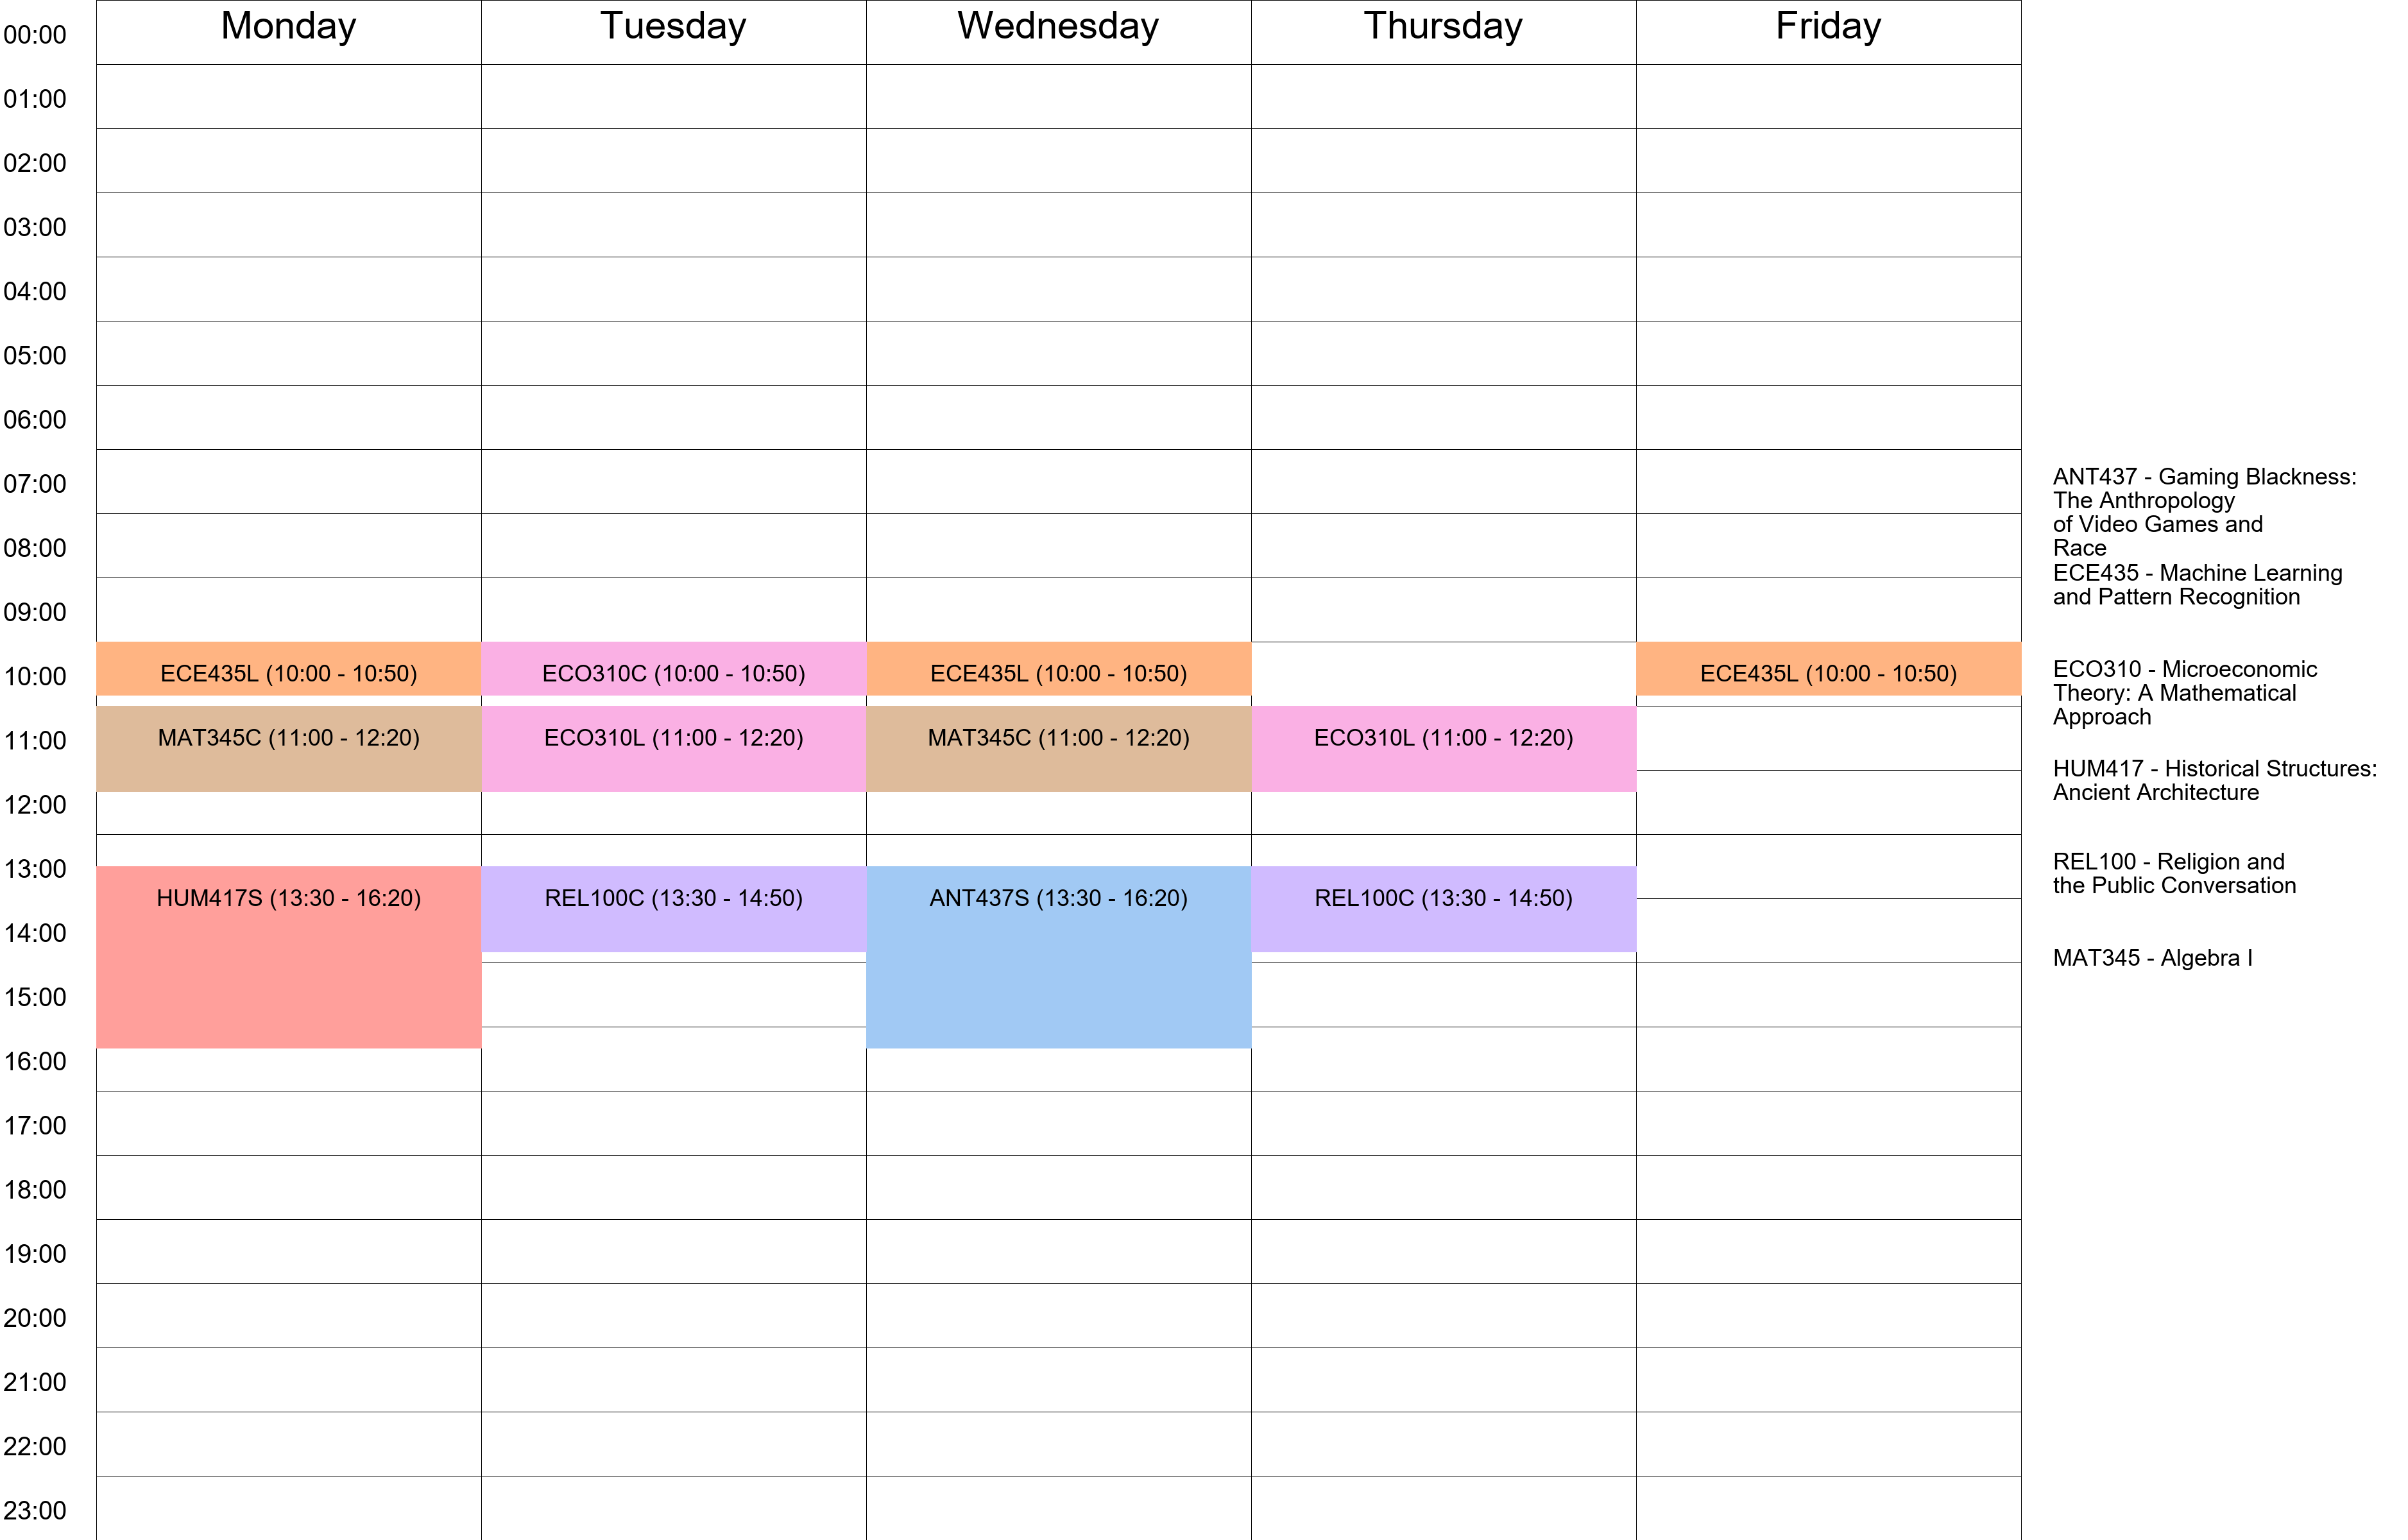 Monday Tuesday Wednesday Thursday Friday
00:00
01:00
02:00
03:00
04:00
05:00
06:00
07:00
08:00
09:00
10:00 ECE435L (10:00 - 10:50) ECO310C (10:00 - 10:50) ECE435L (10:00 - 10:50) ECE435L (10:00 - 10:50)
11:00 MAT345C (11:00 - 12:20) ECO310L (11:00 - 12:20) MAT345C (11:00 - 12:20) ECO310L (11:00 - 12:20)
12:00
13:00
HUM417S (13:30 - 16:20) REL100C (13:30 - 14:50) ANT437S (13:30 - 16:20) REL100C (13:30 - 14:50)
14:00
15:00
16:00
17:00
18:00
19:00
20:00
21:00
22:00
23:00
ANT437 - Gaming Blackness:
The Anthropology
of Video Games and
Race
ECE435 - Machine Learning
and Pattern Recognition
ECO310 - Microeconomic
Theory: A Mathematical
Approach
HUM417 - Historical Structures:
Ancient Architecture
REL100 - Religion and
the Public Conversation
MAT345 - Algebra I